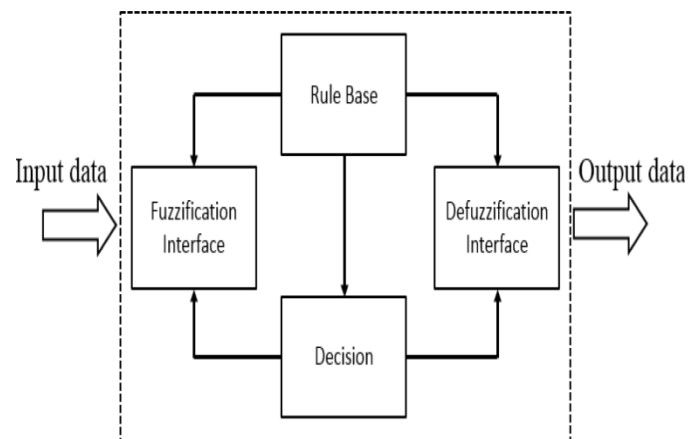 Rule Base
Input data
Output data
Fuzzification
Interface
Defuzzification
Interface
Decision